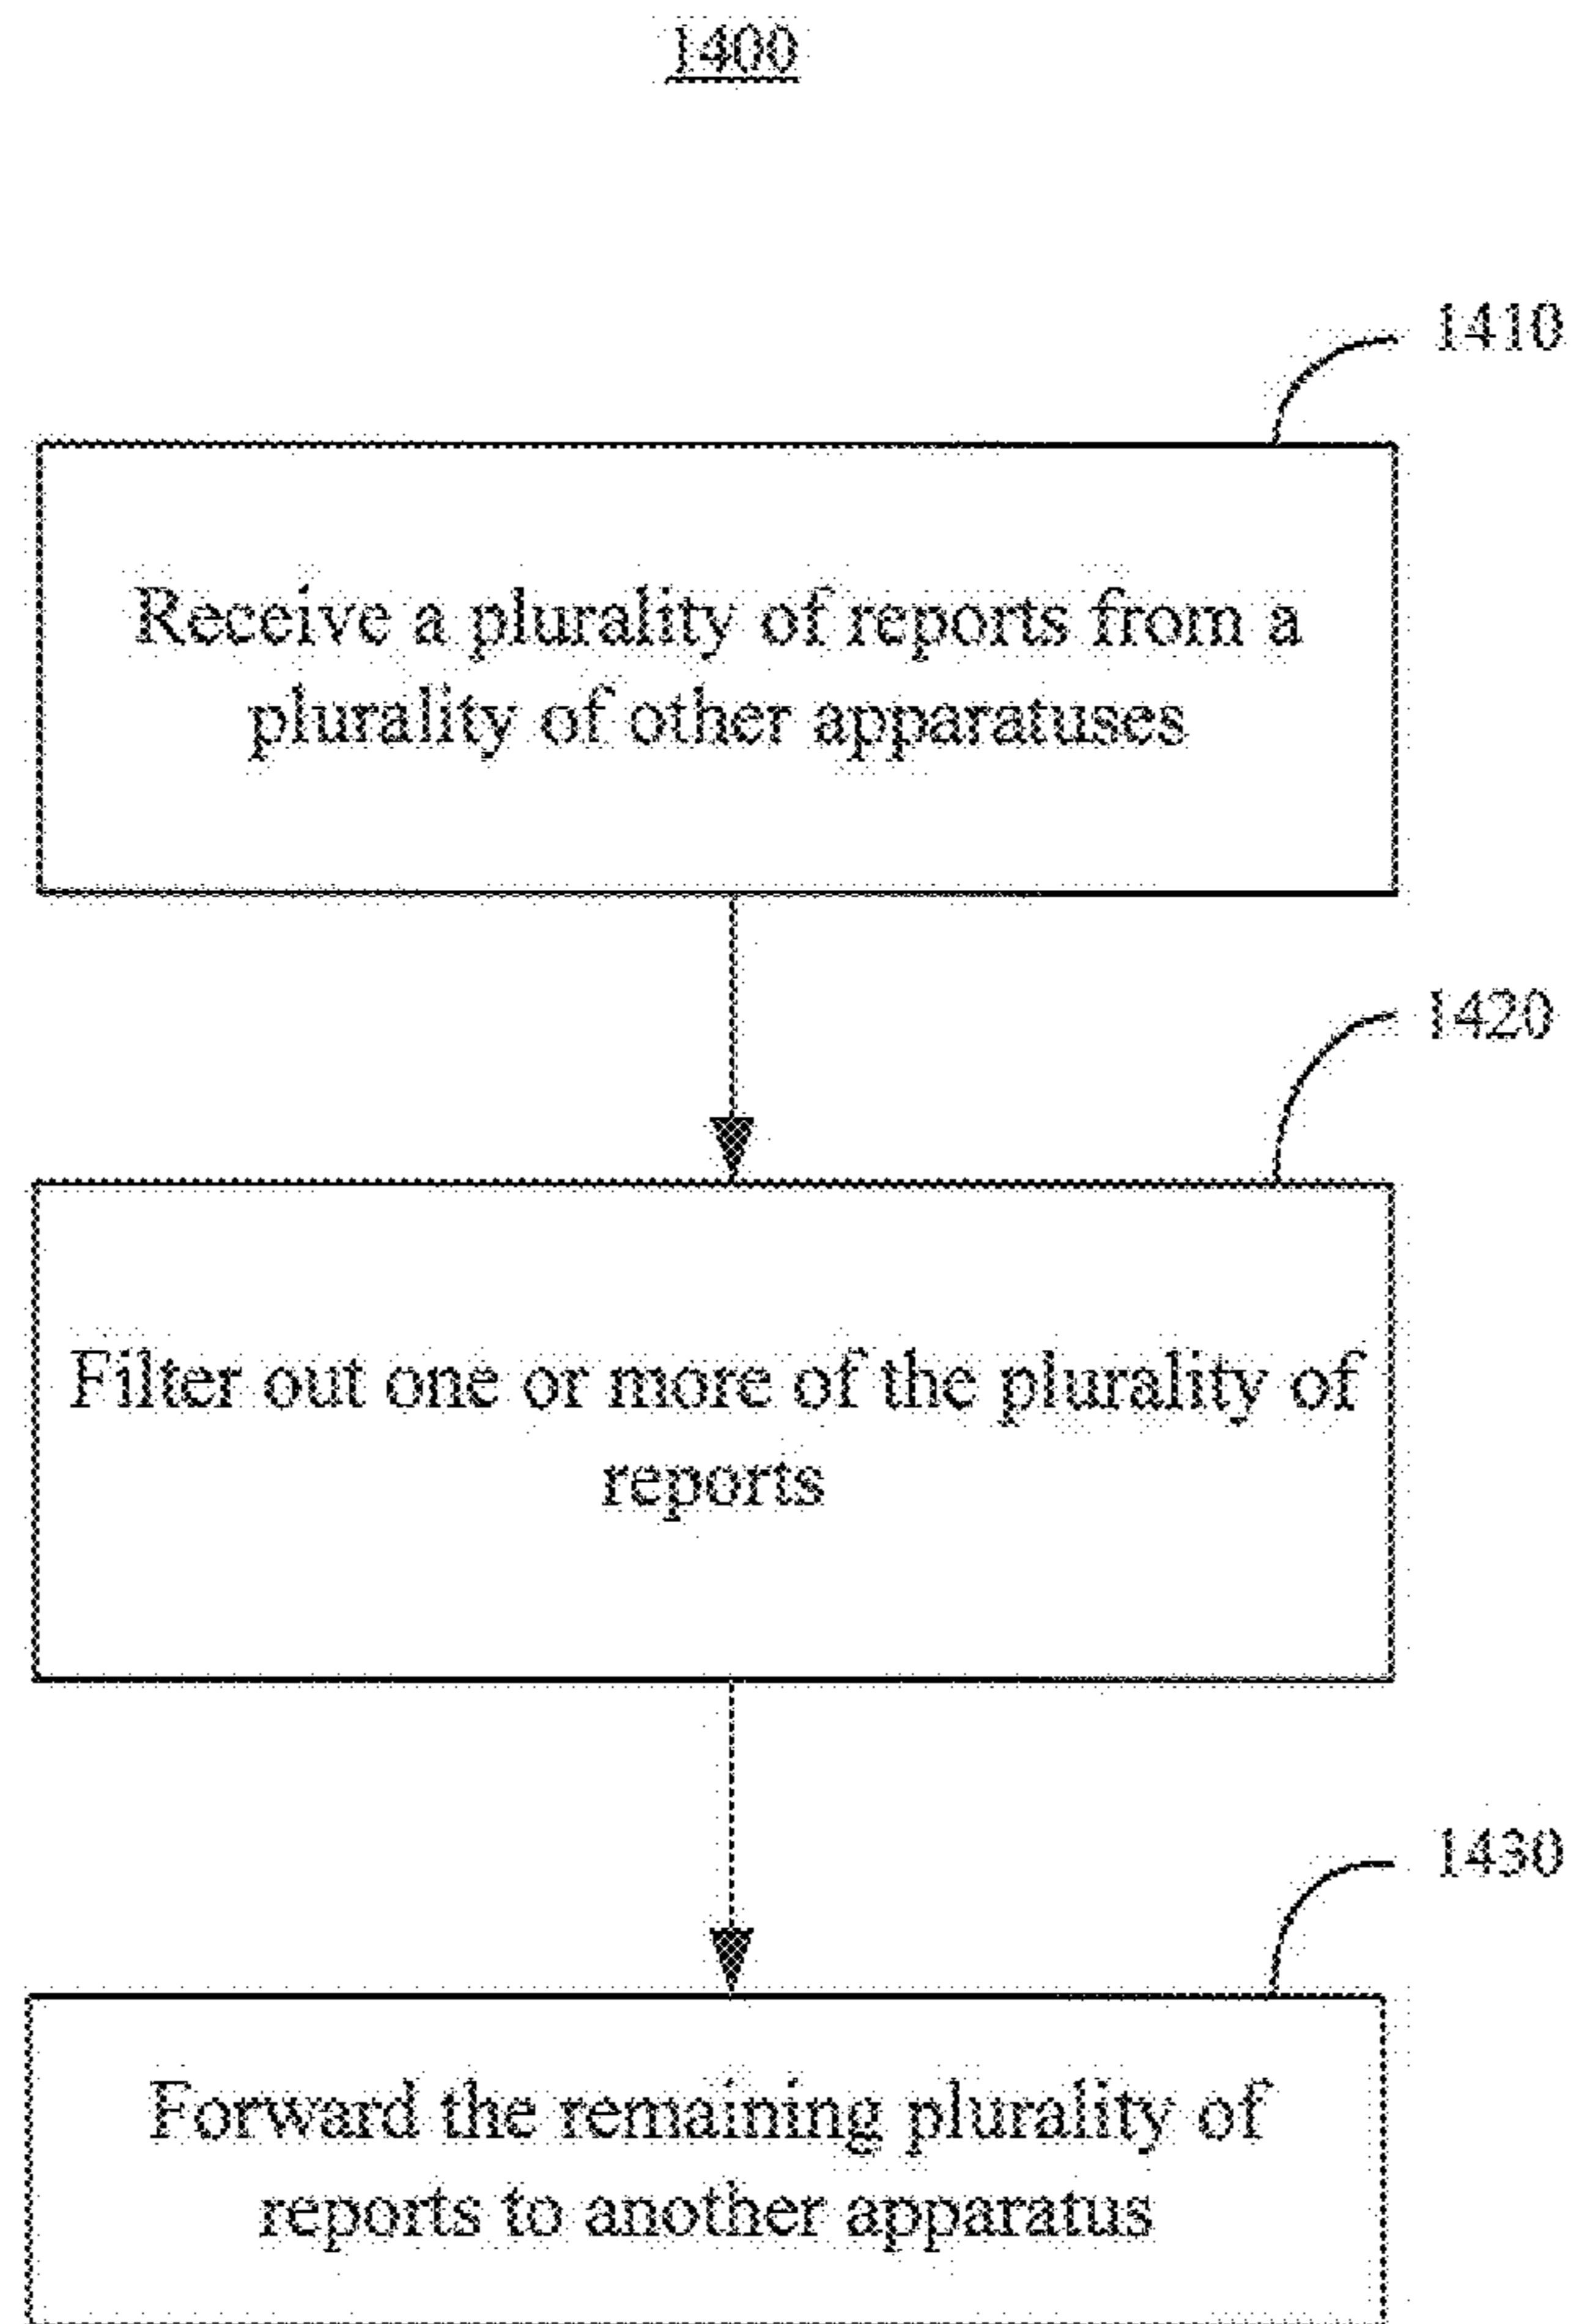 1400
1410
Receive a plurality of reports from a
plurality of other apparatuses
1420
Filter out one or more of the plurality of
reports
1430
Forward the remaining plurality of
reports to another apparatus